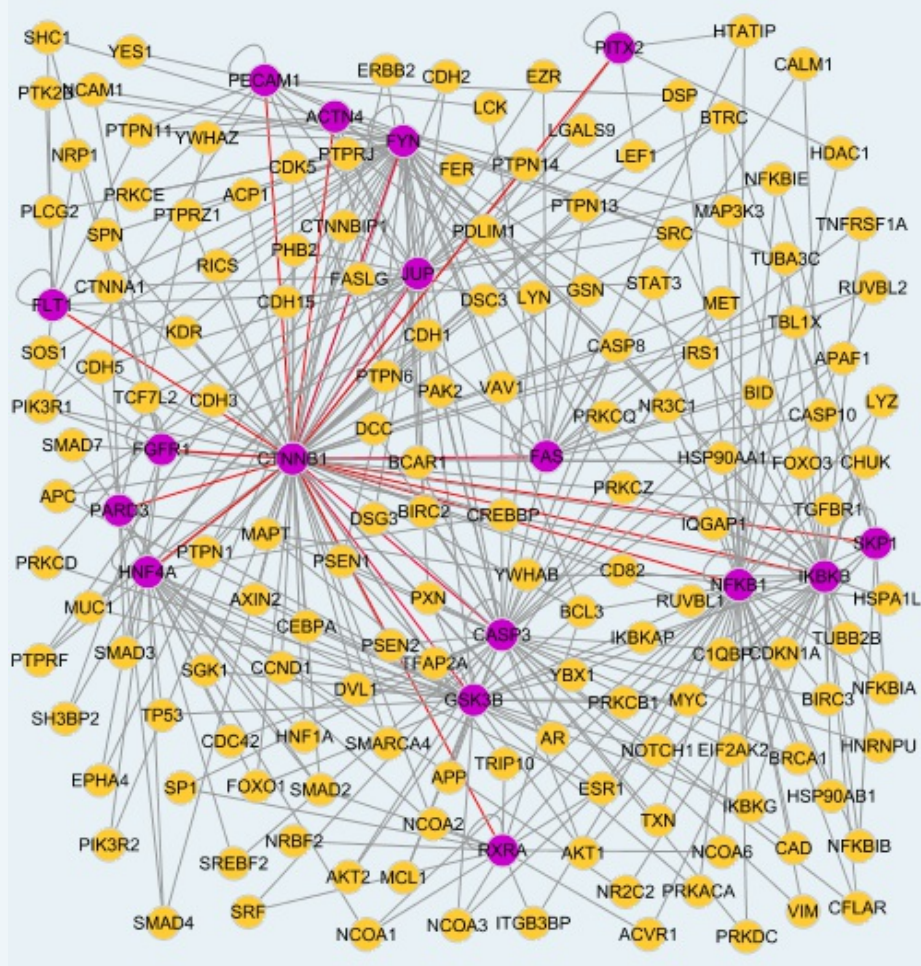 SHC1
YES1
PITX2
HTATIP
PECAM1
ERBB2
CDH2
EZR
CALM1
PTK2B
NCAM1
ACTN4
LCK
DSP
BTRC
PTPN11
YWHAZ
FYN
LGALS9
NRP1
CDK5
PTPRJ
FER
PTPN14
LEF1
HDAC1
NFKBIE
PRKCE
ACP1
PTPN13
MAP3K3
PLCG2
PTPRZ1
SPN
CTNNBIP1
PDLIM1
SRC
TNFRSF1A
PHB2
RICS
FASLG
JUP
STAT3
TUBA3C
CTNNA1
DSC3
LYN
GSN
RUVBL2
FLT1
CDH15
MET
KDR
CDH1
CASP8
TBL1X
SOS1
CDH5
PTPN6
IRS1
APAF1
PIK3R1
TCF7L2
CDH3
PAK2
VAV1
BID
LYZ
PRKCQ
NR3C1
CASP10
SMAD7
FGFR1
DCC
CTNNB1
BCAR1
FAS
HSP90AA1
FOXO3
CHUK
APC
PARD3
DSG3
BIRC2
CREBBP
PRKCZ
TGFBR1
MAPT
IQGAP1
PTPN1
SKP1
PRKCD
HNF4A
PSEN1
YWHAB
CD82
NFKB1
IKBKB
MUC1
AXIN2
PXN
BCL3
RUVBL1
HSPA1L
CEBPA
CASP3
IKBKAP
TUBB2B
PTPRF
SMAD3
PSEN2
C1QBP
CDKN1A
SGK1
CCND1
TFAP2A
YBX1
DVL1
GSK3B
PRKCB1
MYC
BIRC3
NFKBIA
SH3BP2
TP53
CDC42
HNF1A
SMARCA4
AR
NOTCH1
EIF2AK2
HNRNPU
BRCA1
EPHA4
SP1
FOXO1
SMAD2
APP
TRIP10
ESR1
HSP90AB1
IKBKG
TXN
NCOA2
PIK3R2
NRBF2
SREBF2
RXRA
AKT1
NCOA6
CAD
NFKBIB
AKT2
MCL1
NR2C2
PRKACA
SRF
SMAD4
NCOA1
NCOA3
ITGB3BP
ACVR1
PRKDC
VIM
CFLAR